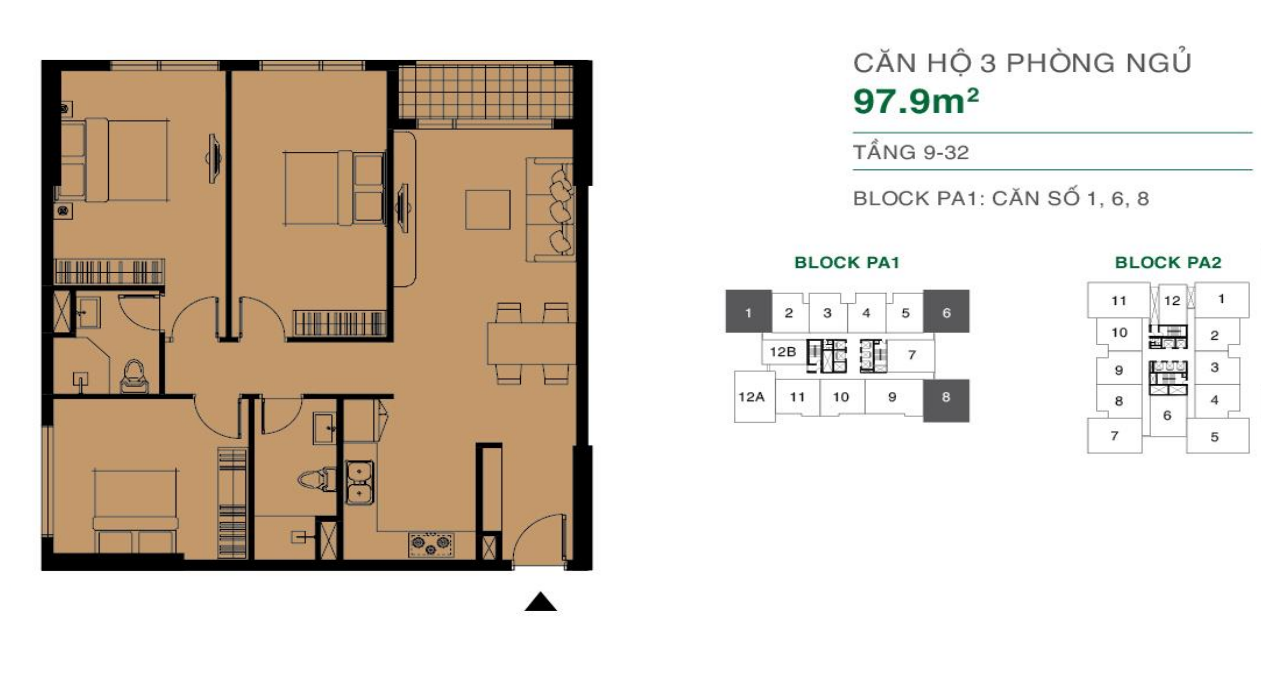 CĂN HỘ 3 PHÒNG NGỦ
97.9m²
TẦNG 9-32
BLOCK PA1: CĂN SỐ 1, 6, 8
BLOCK PA1
1 2 3 4 5 6
12B 7
12A 11 10 9 8
BLOCK PA2
11 12 1
10 2
9 3
8 4
6
7 5